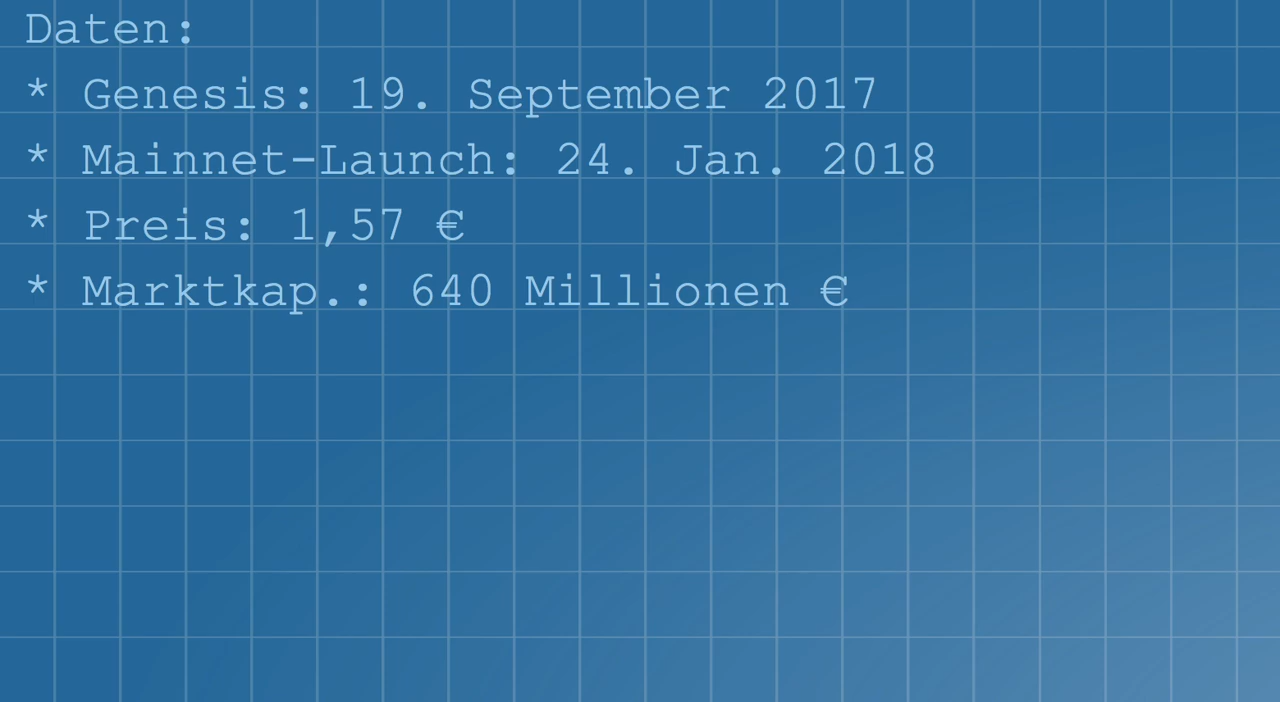 Daten:
* Genesis: 19. September 2017
* Mainnet-Launch: 24. Jan. 2018
* Preis: 1,57 €
* Marktkap.: 640 Millionen €